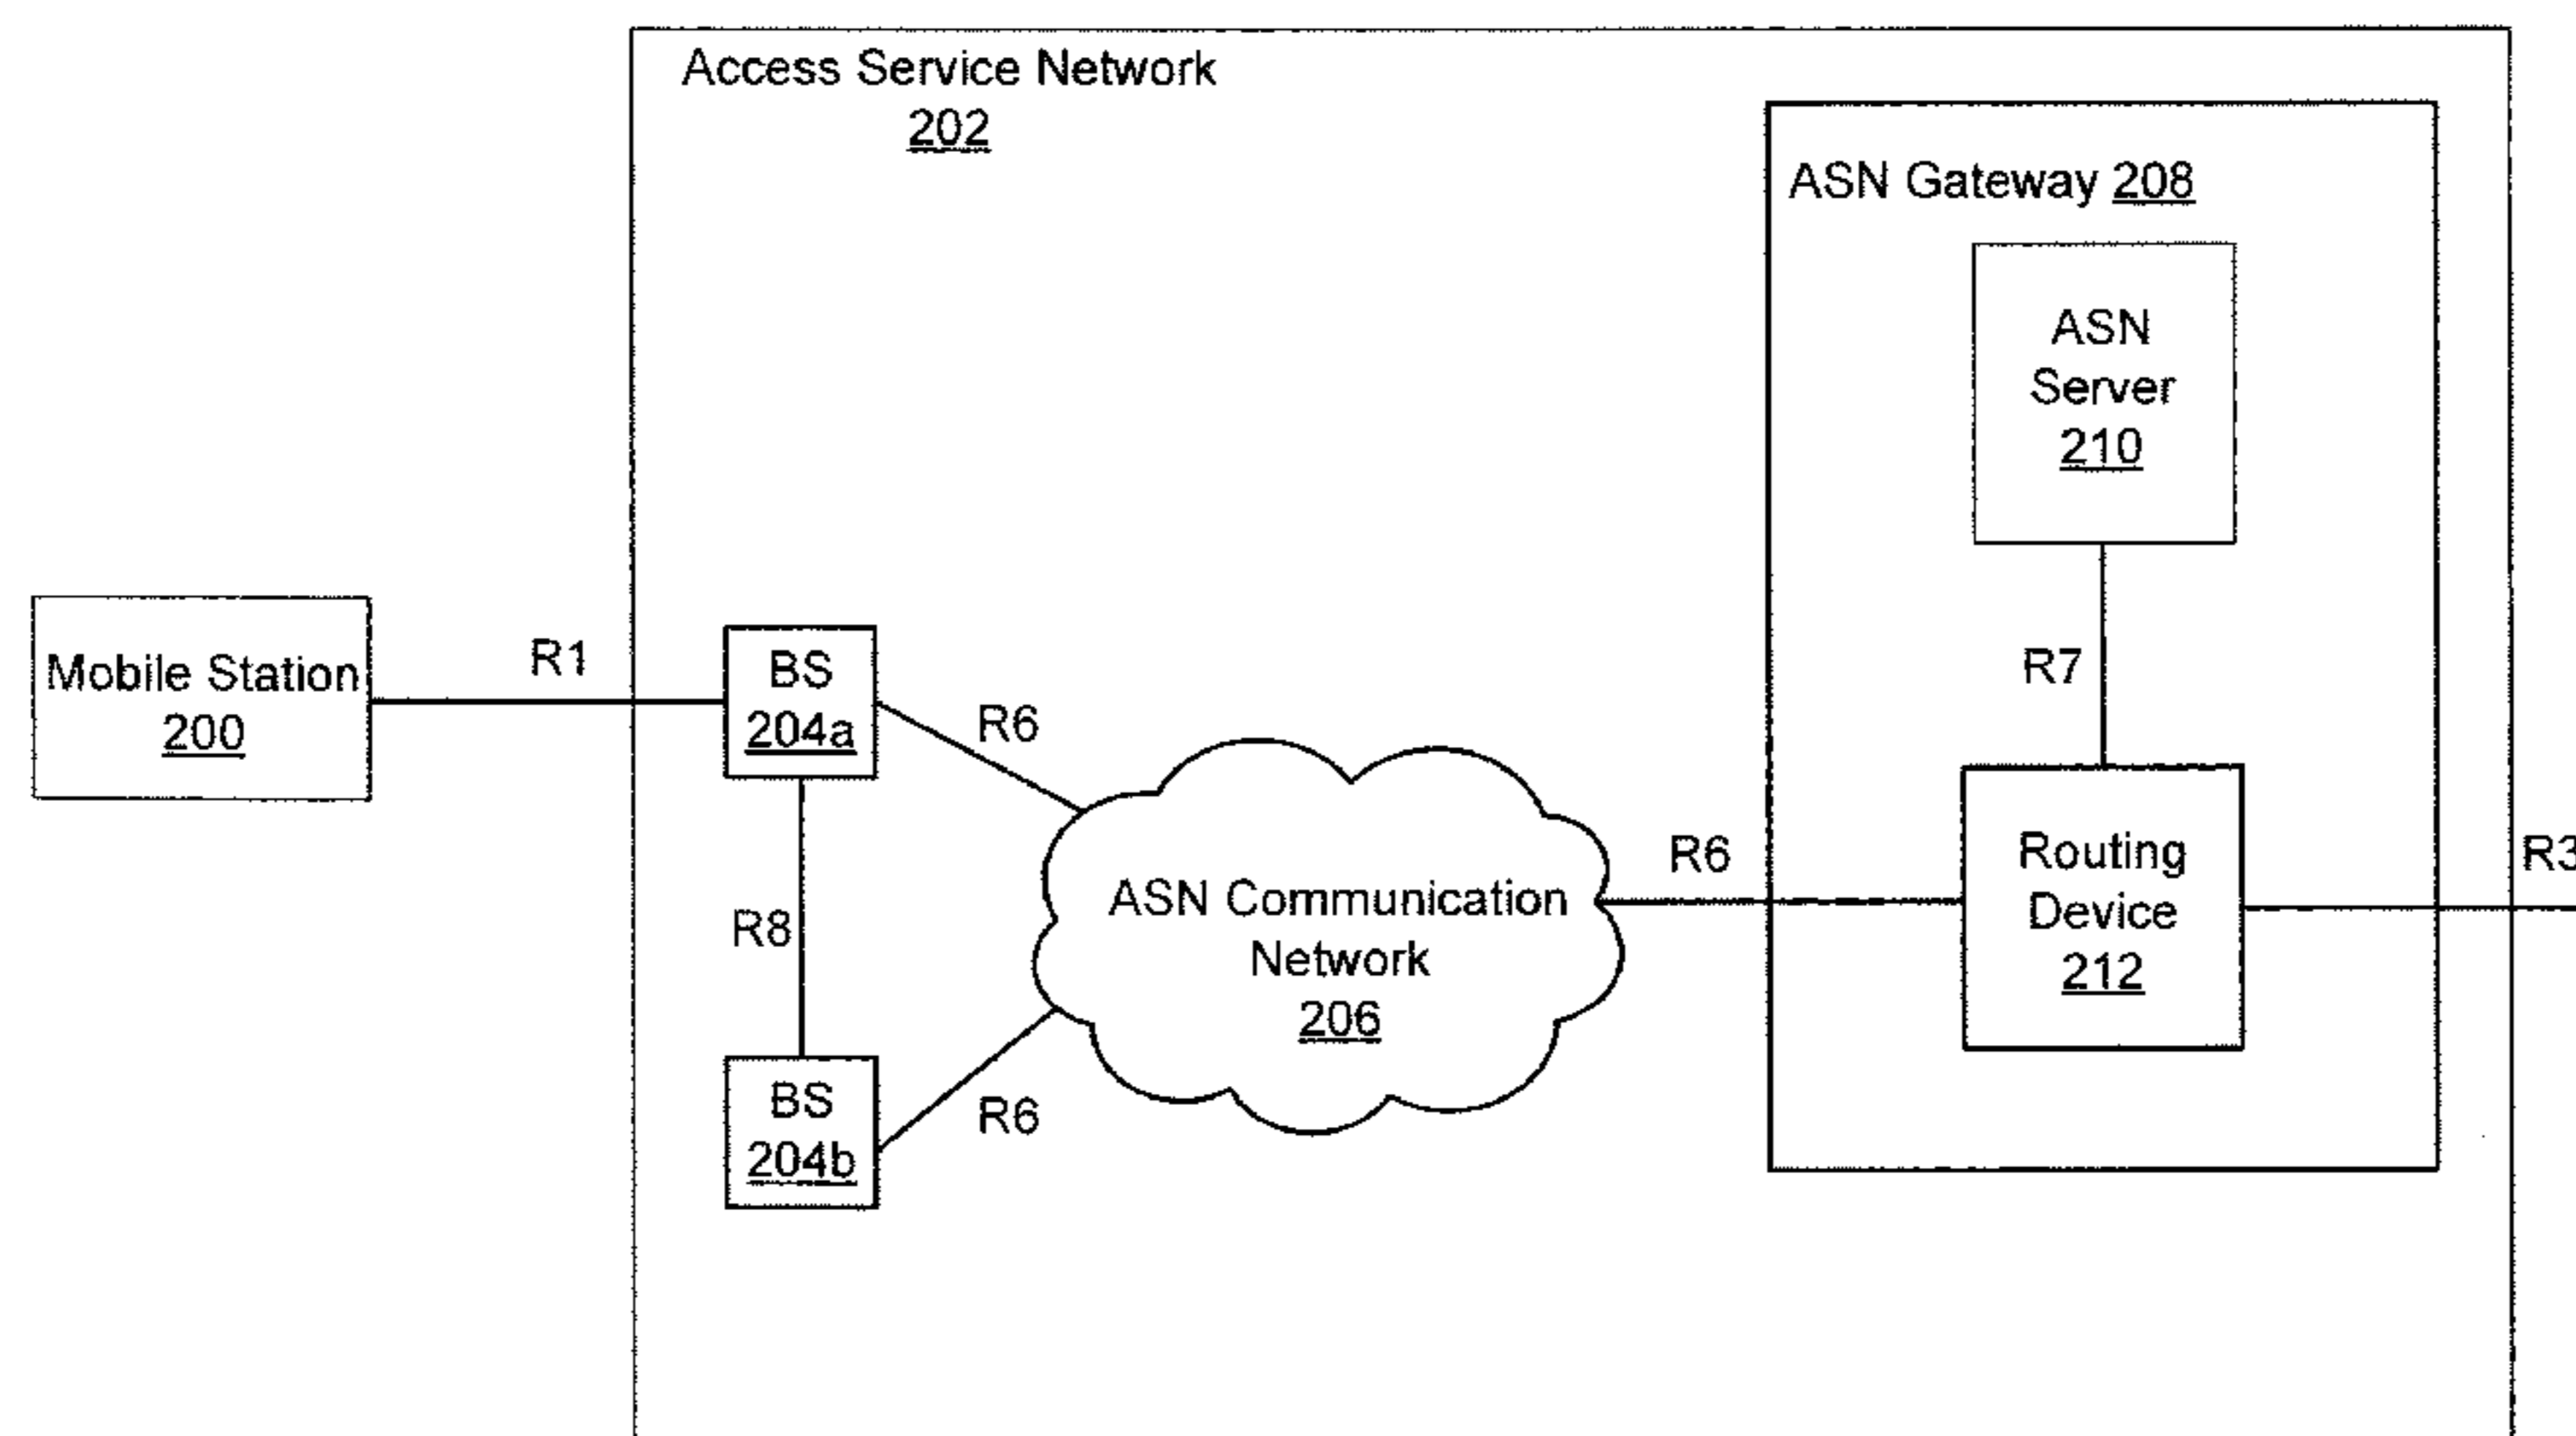 Access Service Network
202
ASN Gateway 208
ASN
Server
210
Mobile Station
200
R1
BS
204a
R6
R7
R8
ASN Communication
Network
206
R6
Routing
Device
212
R3
BS
204b
R6